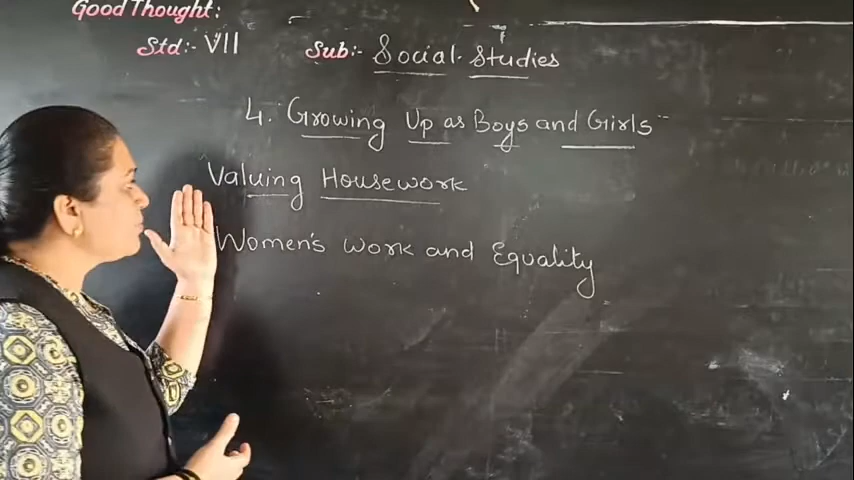 Good Thought:
Std:- VII Sub:- Social Studies
4. Growing Up as Boys and Girls
Valuing Housework
Women's work and Equality